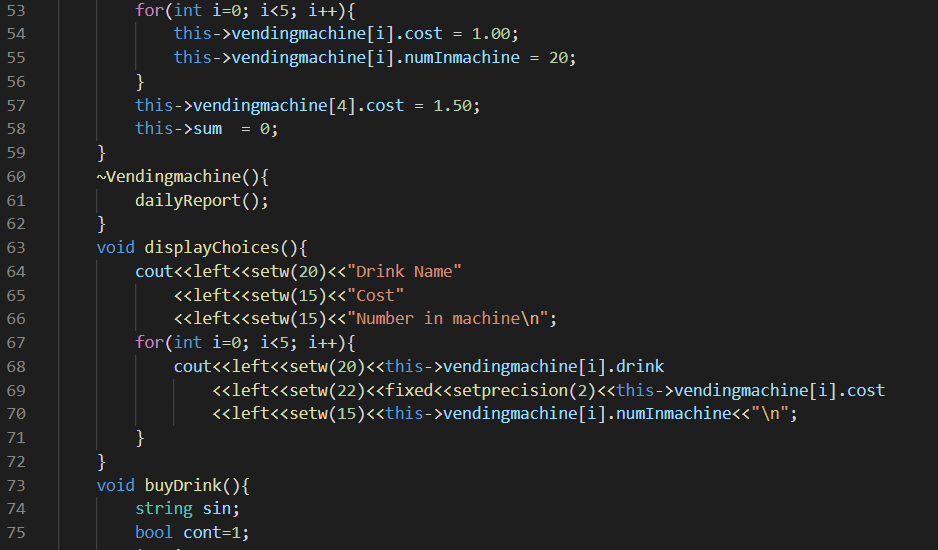 53 for(int i=0; i<5; i++){
54 this->vendingmachine[i].cost = 1.00;
55 this->vendingmachine[i].numInmachine = 20;
56 }
57 this->vendingmachine[4].cost = 1.50;
58 this->sum  = 0;
59 }
60 ~Vendingmachine(){
61 dailyReport();
62 }
63 void displayChoices(){
64 cout<<left<<setw(20)<<"Drink Name"
65 <<left<<setw(15)<<"Cost"
66 <<left<<setw(15)<<"Number in machine\n";
67 for(int i=0; i<5; i++){
68 cout<<left<<setw(20)<<this->vendingmachine[i].drink
69 <<left<<setw(22)<<fixed<<setprecision(2)<<this->vendingmachine[i].cost
70 <<left<<setw(15)<<this->vendingmachine[i].numInmachine<<"\n";
71 }
72 }
73 void buyDrink(){
74 string sin;
75 bool cont=1;